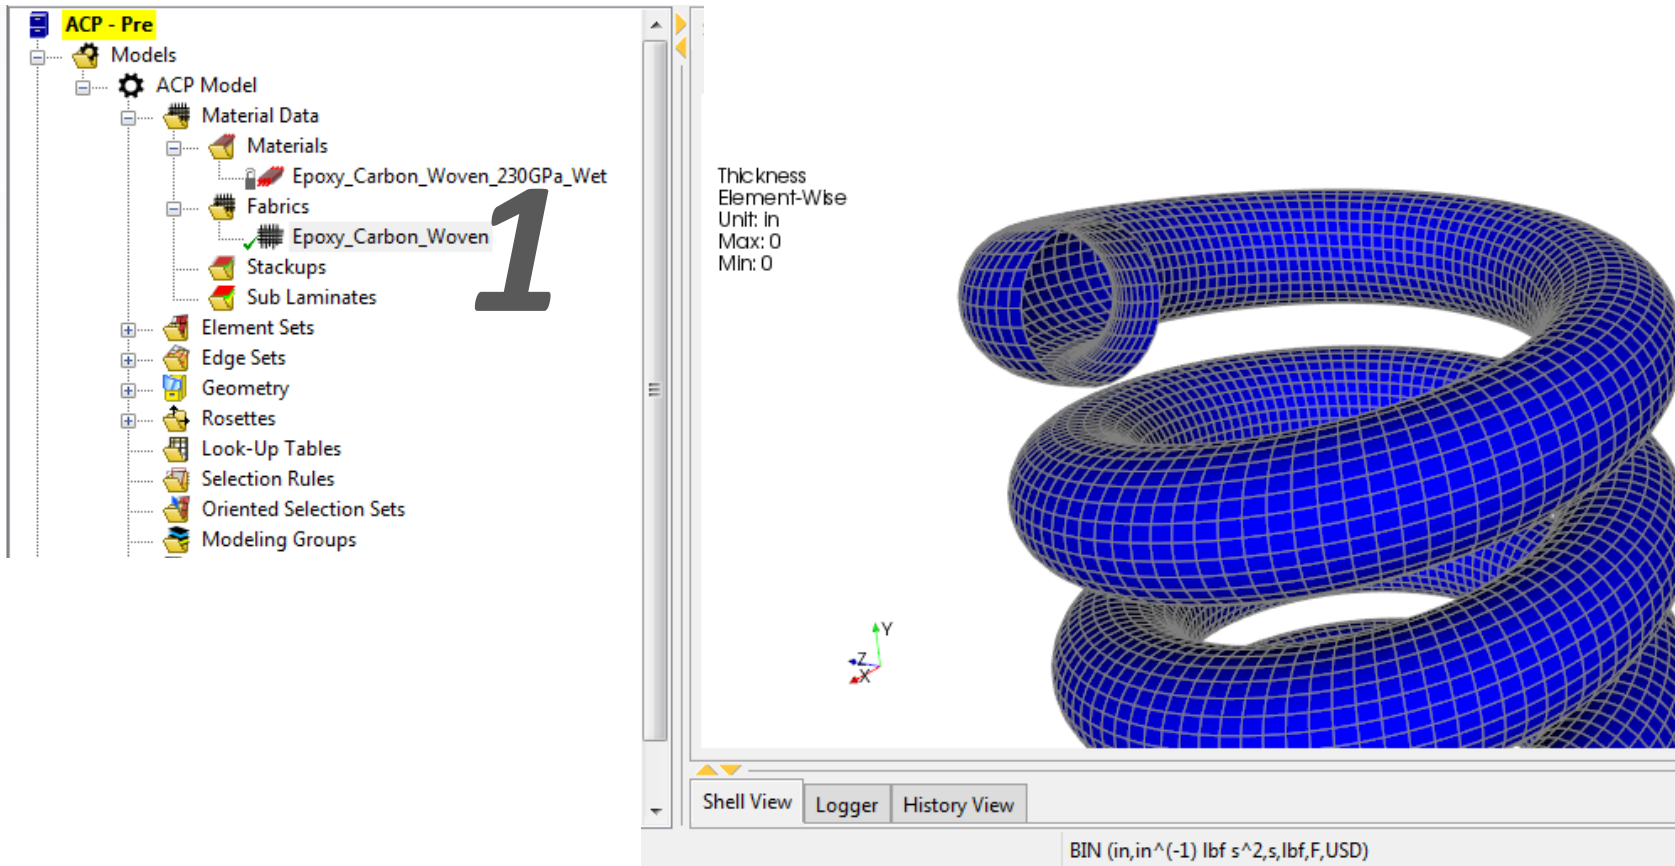 ACP - Pre
Models
ACP Model
Material Data
Materials
Epoxy_Carbon_Woven_230GPa_Wet
Fabrics
Epoxy_Carbon_Woven
1
Stackups
Sub Laminates
Element Sets
Edge Sets
Geometry
Rosettes
Look-Up Tables
Selection Rules
Oriented Selection Sets
Modeling Groups
Thickness
Element-Wise
Unit: in
Max: 0
Min: 0
Y
Z
X
Shell View
Logger
History View
BIN (in,in^(-1) lbf s^2,s,lbf,F,USD)